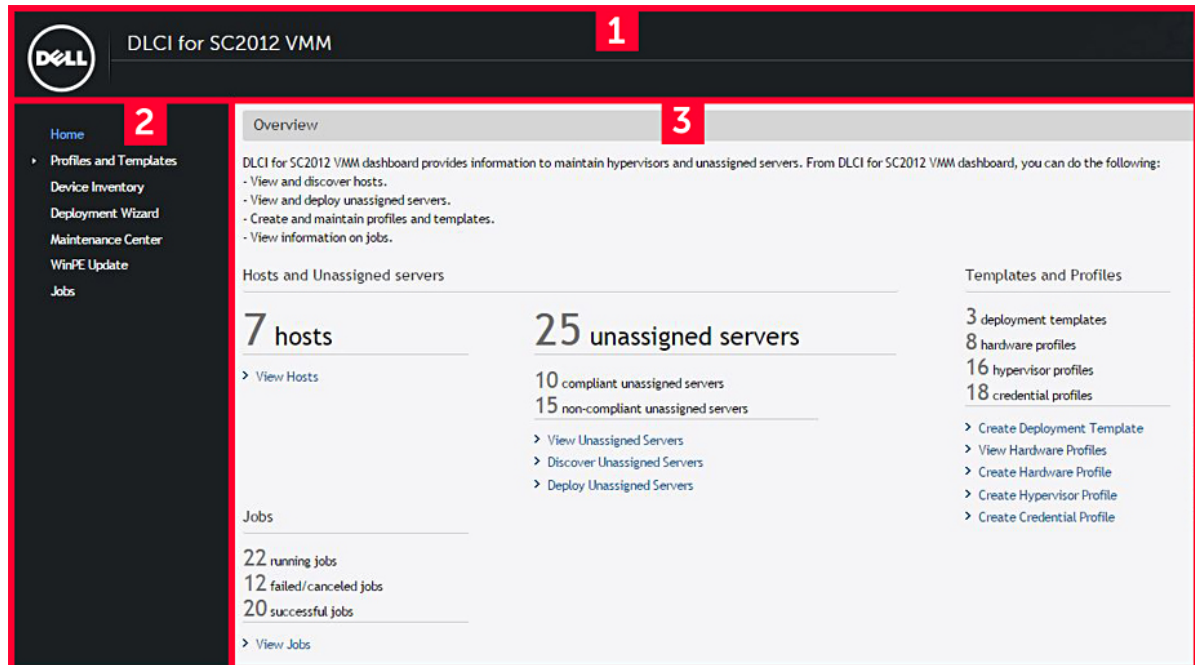 DELL
DLCI for SC2012 VMM
1
2
Home
Profiles and Templates
Device Inventory
Deployment Wizard
Maintenance Center
WinPE Update
Jobs
3
Overview
DLCI for SC2012 VMM dashboard provides information to maintain hypervisors and unassigned servers. From DLCI for SC2012 VMM dashboard, you can do the following:
- View and discover hosts.
- View and deploy unassigned servers.
- Create and maintain profiles and templates.
- View information on jobs.
Hosts and Unassigned servers
7 hosts
> View Hosts
25 unassigned servers
10 compliant unassigned servers
15 non-compliant unassigned servers
> View Unassigned Servers
> Discover Unassigned Servers
> Deploy Unassigned Servers
Templates and Profiles
3 deployment templates
8 hardware profiles
16 hypervisor profiles
18 credential profiles
> Create Deployment Template
> View Hardware Profiles
> Create Hardware Profile
> Create Hypervisor Profile
> Create Credential Profile
Jobs
22 running jobs
12 failed/canceled jobs
20 successful jobs
> View Jobs